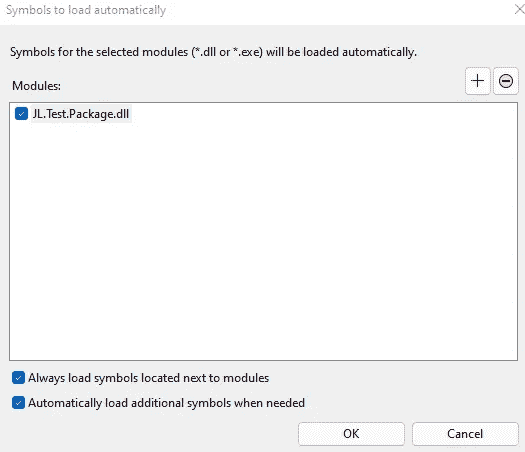 Symbols to load automatically
Symbols for the selected modules (*.dll or *.exe) will be loaded automatically.
Modules:
JL.Test.Package.dll
Always load symbols located next to modules
Automatically load additional symbols when needed
OK
Cancel